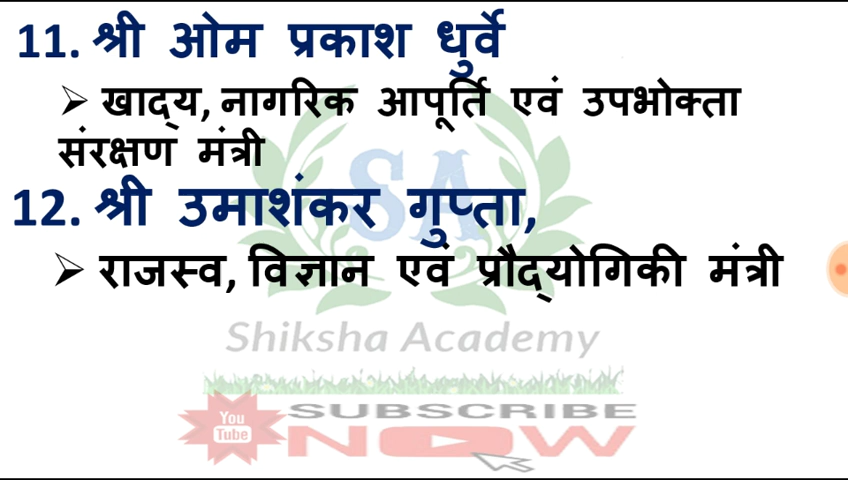 11. श्री ओम प्रकाश धुर्वे
➢ खाद्य, नागरिक आपूर्ति एवं उपभोक्ता
संरक्षण मंत्री
12. श्री उमाशंकर गुप्ता,
➢ राजस्व, विज्ञान एवं प्रौद्योगिकी मंत्री
SA
Shiksha Academy
You
Tube
SUBSCRIBE
NOW